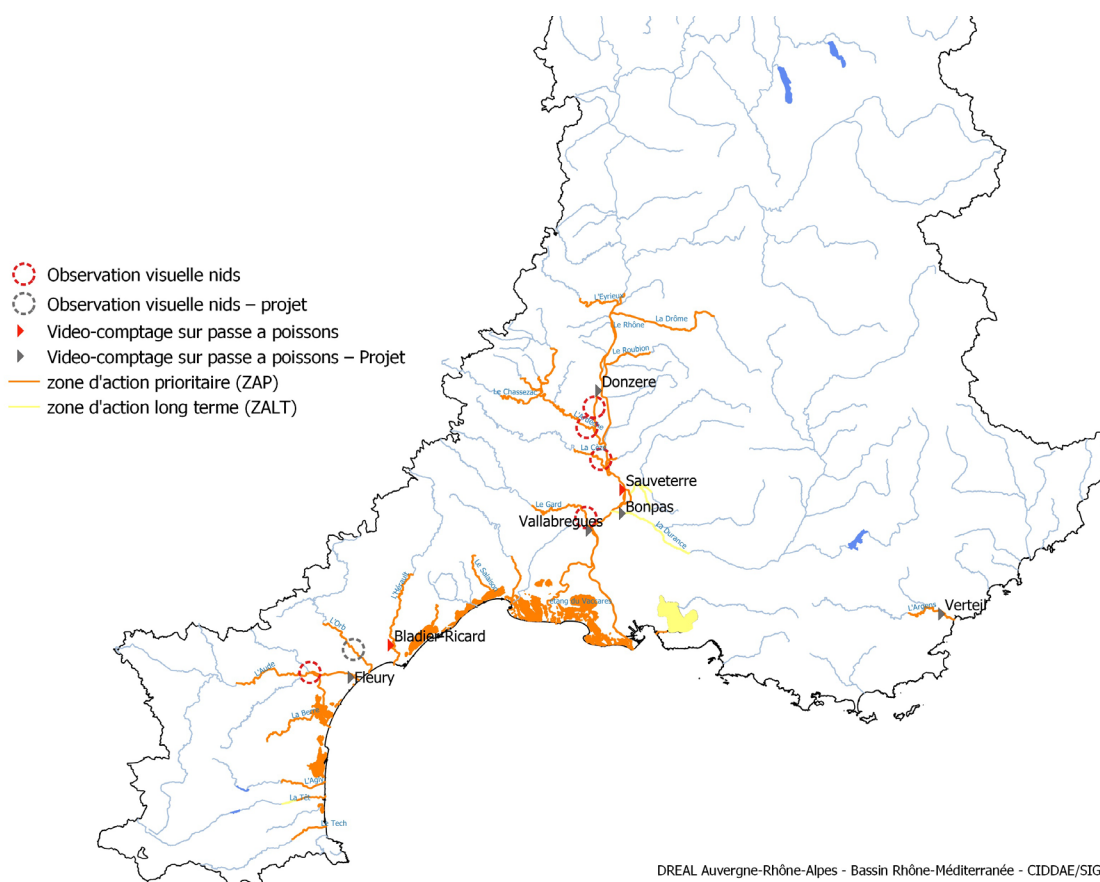 Observation visuelle nids
Observation visuelle nids – projet
Video-comptage sur passe a poissons
Video-comptage sur passe a poissons – Projet
zone d'action prioritaire (ZAP)
zone d'action long terme (ZALT)
L'Eyrieux
La Drôme
Le Rhône
Le Roubion
Donzere
Le Chassezac
L'Ardèche
La Cèze
Sauveterre
Le Gard
Bonpas
Vallabregues
La Durance
Le Salaison
L'Hérault
étang du Vaccares
L'Argens
Verteil
L'Orb
Bladier-Ricard
L'Aude
Fleury
La Berre
L'Agly
La Têt
Le Tech
DREAL Auvergne-Rhône-Alpes - Bassin Rhône-Méditerranée - CIDDAE/SIG